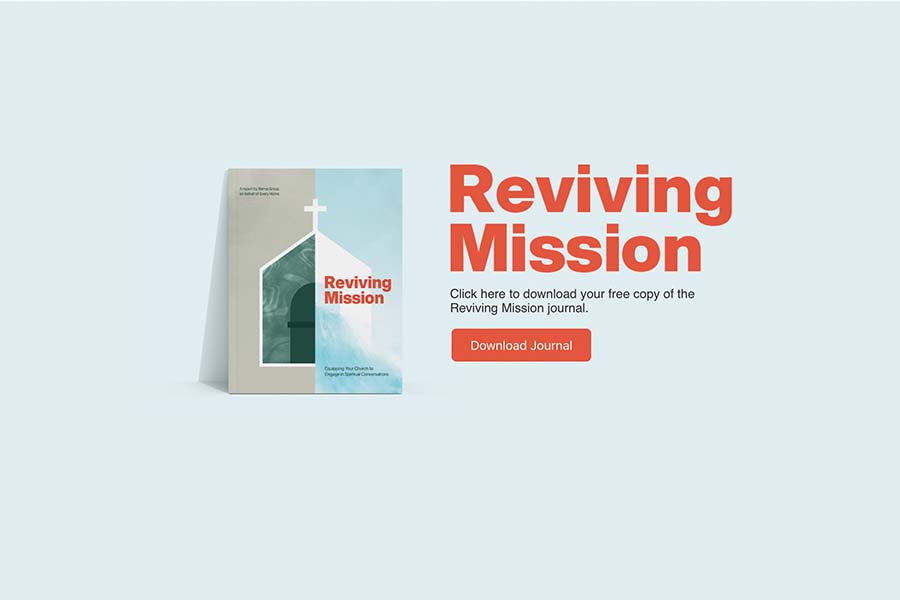 A report by Barna Group
on behalf of Every Home
Reviving
Mission
Equipping Your Church to
Engage in Spiritual Conversations
Reviving
Mission
Click here to download your free copy of the
Reviving Mission journal.
Download Journal